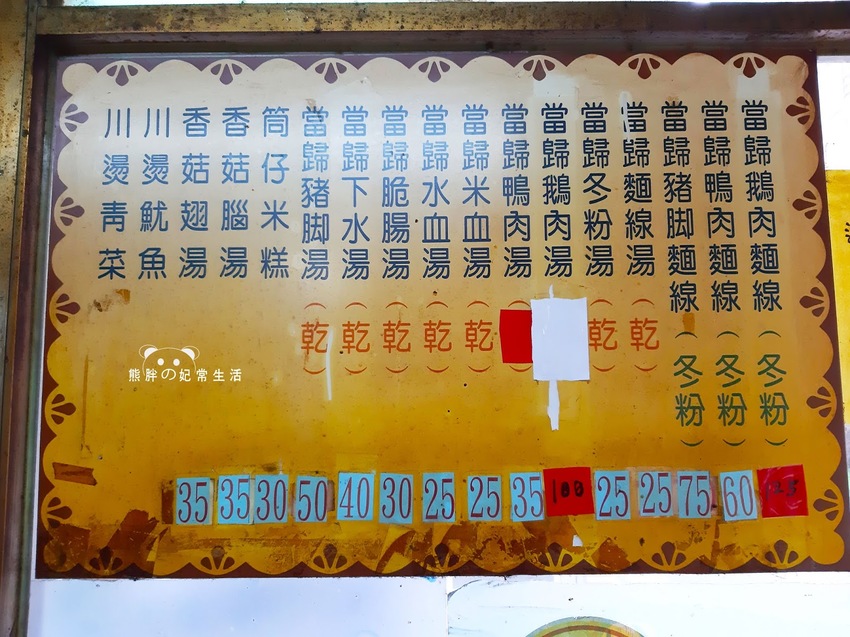 當歸鵝肉麵線(冬粉) 125
當歸鴨肉麵線(冬粉) 60
當歸豬脚麵線(冬粉) 75
當歸麵線湯(乾) 25
當歸冬粉湯(乾) 25
當歸鵝肉湯 100
當歸鴨肉湯 35
當歸米血湯(乾) 25
當歸水血湯(乾) 25
當歸脆腸湯(乾) 30
當歸下水湯(乾) 40
當歸豬脚湯(乾) 50
筒仔米糕 30
香菇腦湯 35
香菇翅湯 35
川燙魷魚
川燙青菜
熊胖の妃常生活